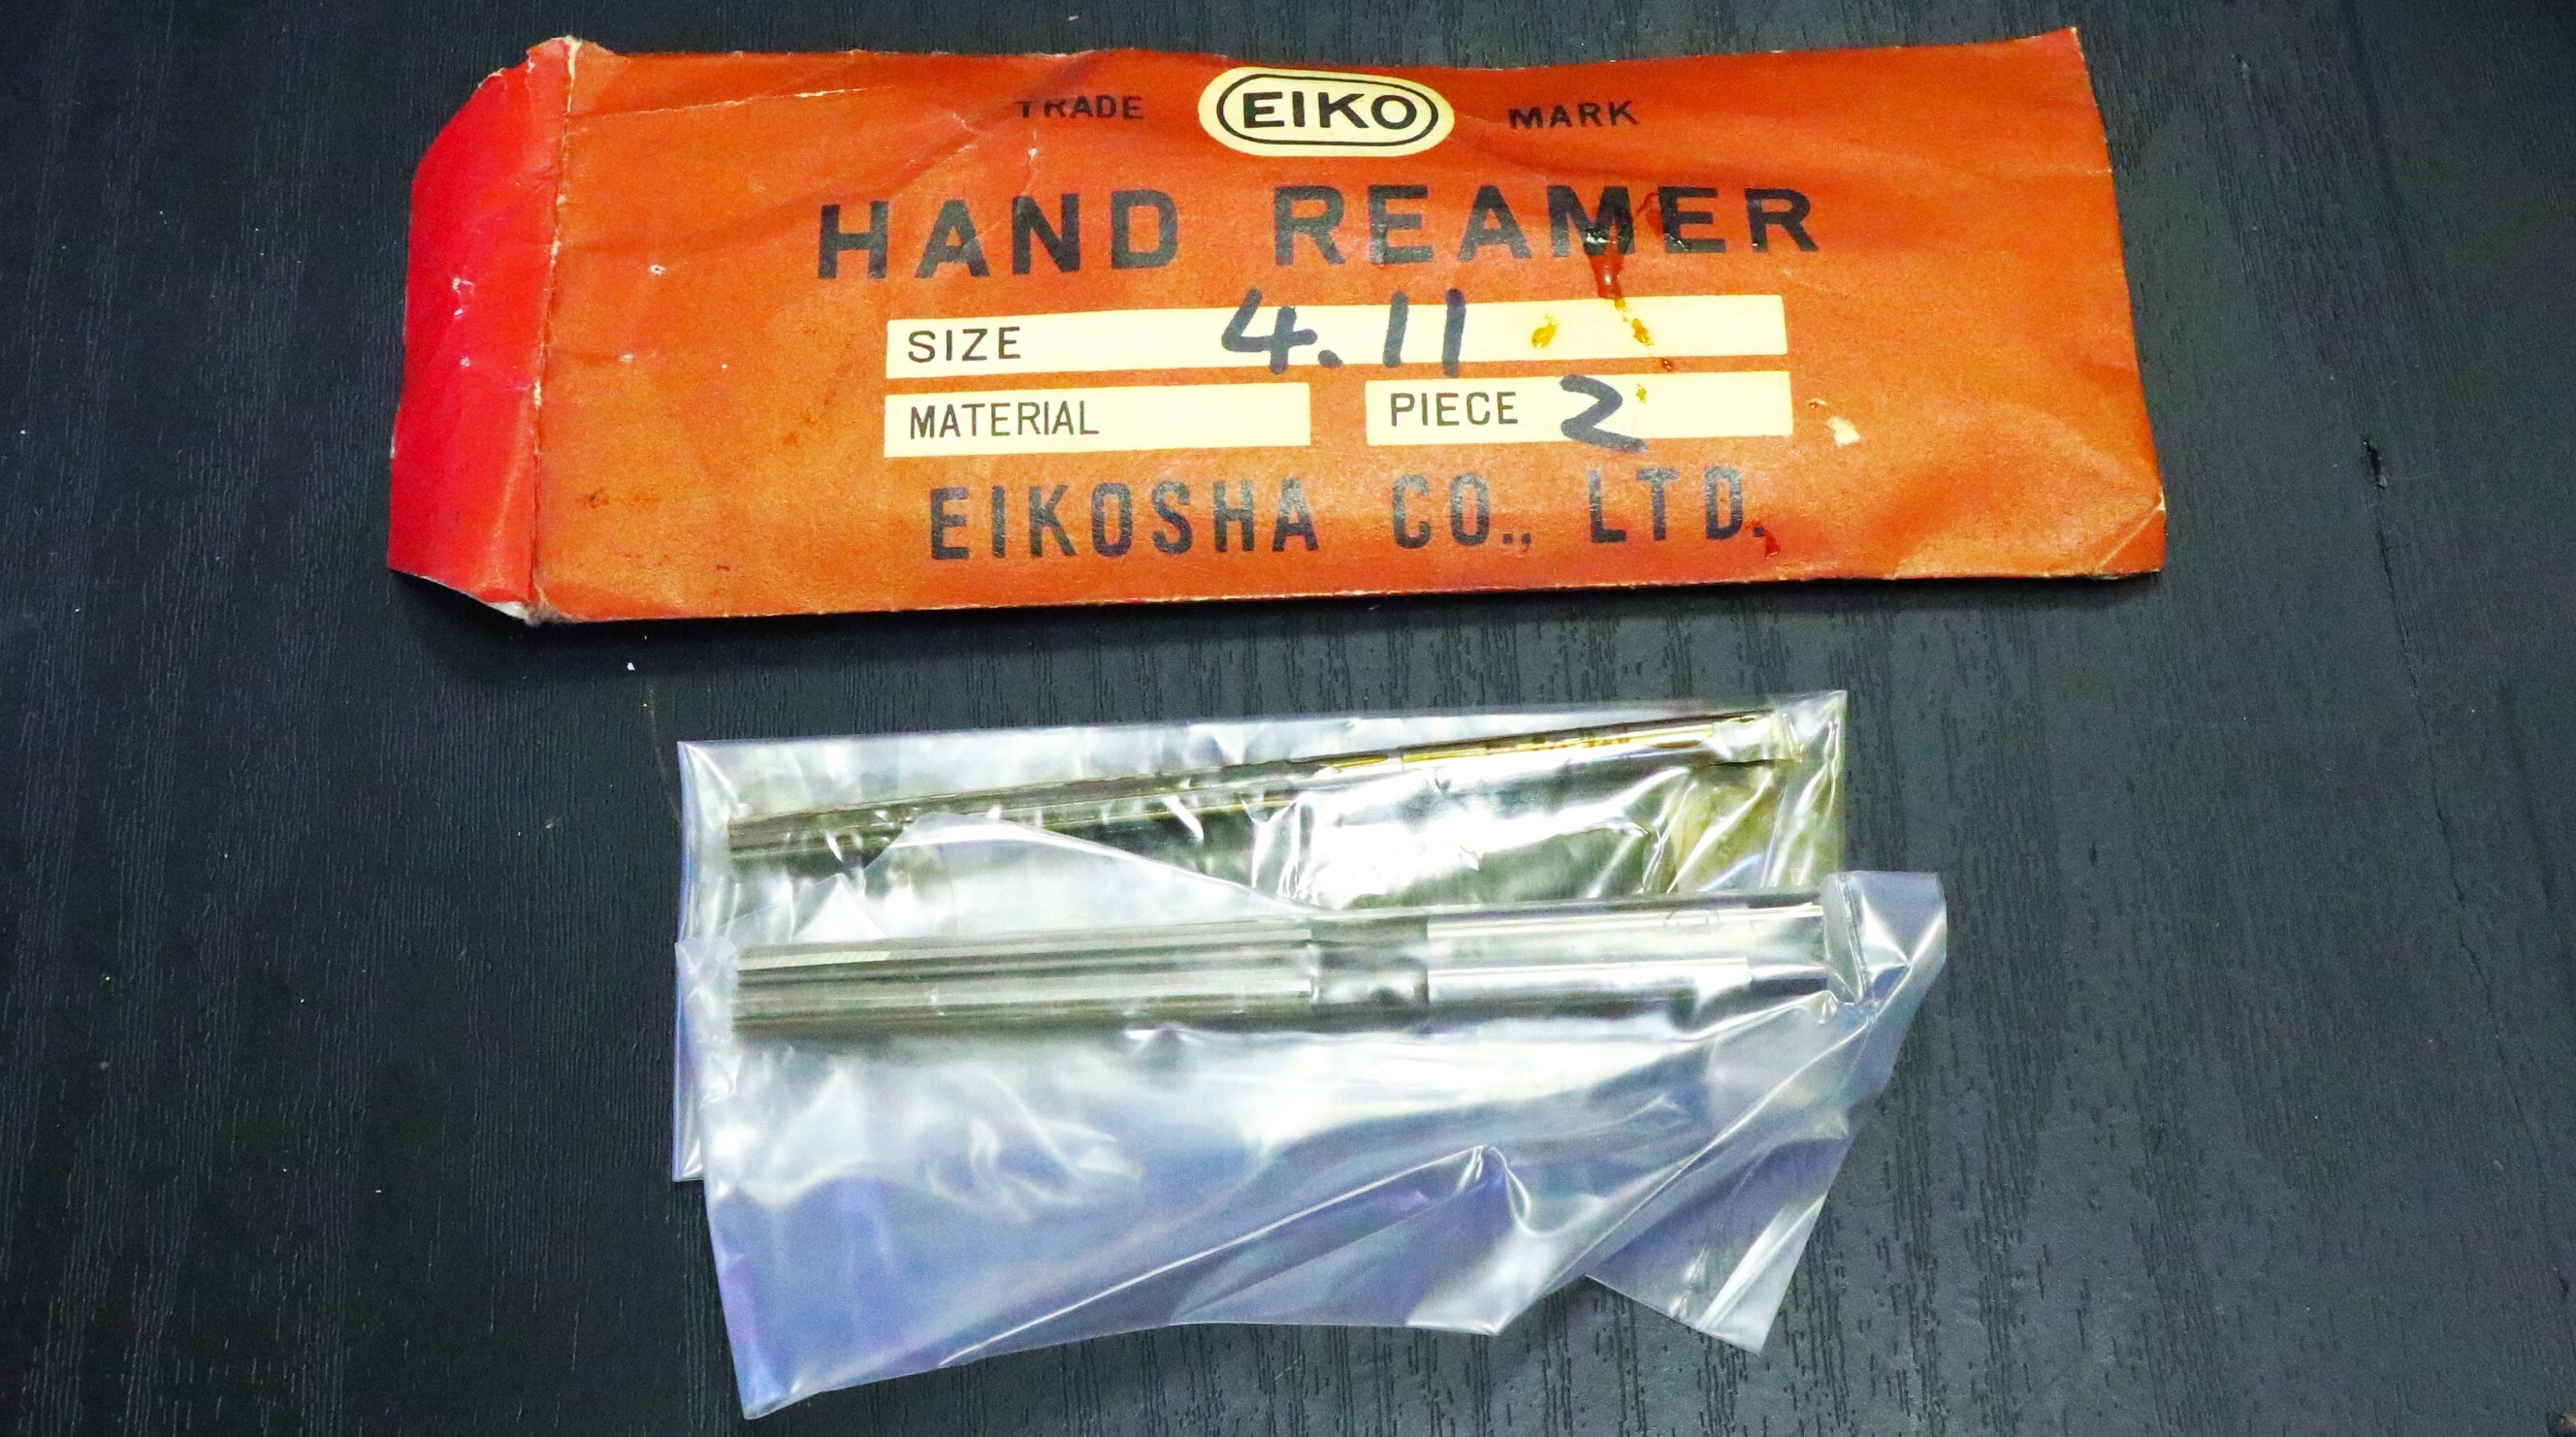 TRADE EIKO MARK
HAND REAMER
SIZE 4.11
MATERIAL PIECE 2
EIKOSHA CO., LTD.